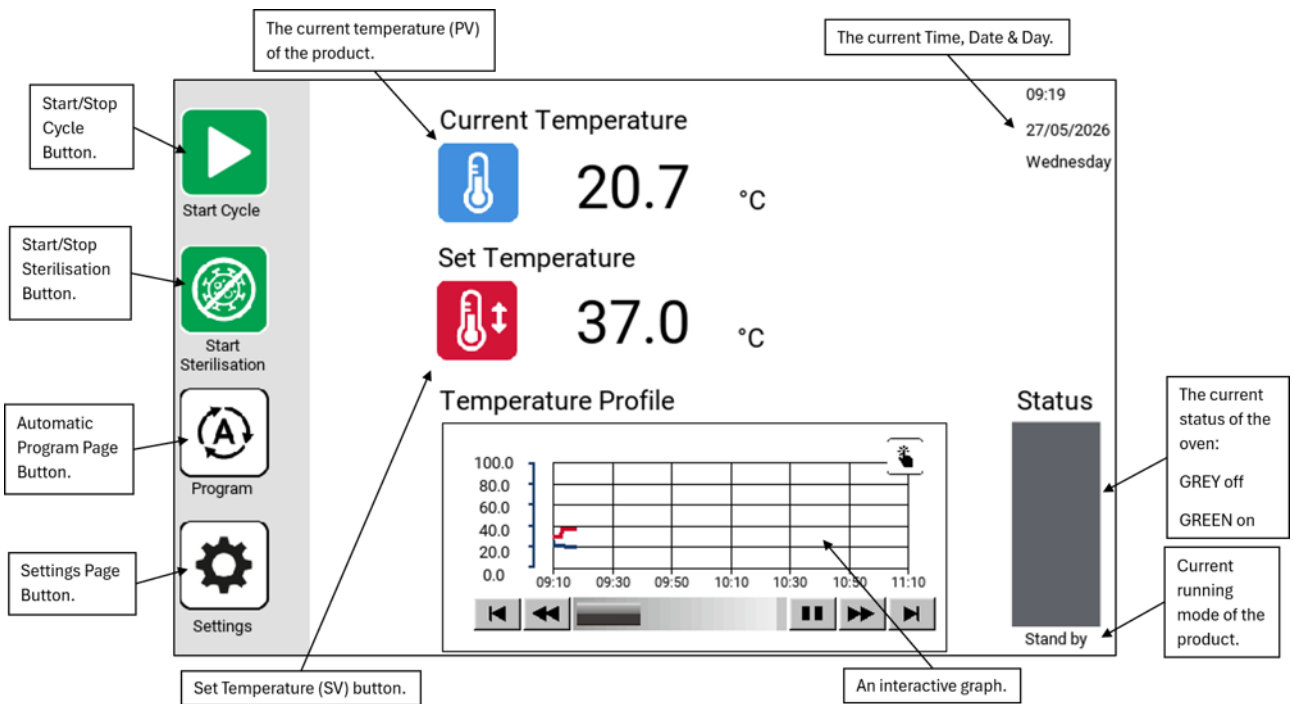 The current temperature (PV)
of the product.
The current Time, Date & Day.
Start/Stop
Cycle
Button.
Start Cycle
Current Temperature
20.7 °C
09:19
27/05/2026
Wednesday
Start/Stop
Sterilisation
Button.
Start
Sterilisation
Set Temperature
37.0 °C
Automatic
Program Page
Button.
A
Program
Temperature Profile
100.0
80.0
60.0
40.0
20.0
0.0
09:10 09:30 09:50 10:10 10:30 10:50 11:10
Status
Stand by
The current
status of the
oven:
GREY off
GREEN on
Settings Page
Button.
Settings
Current
running
mode of the
product.
Set Temperature (SV) button.
An interactive graph.